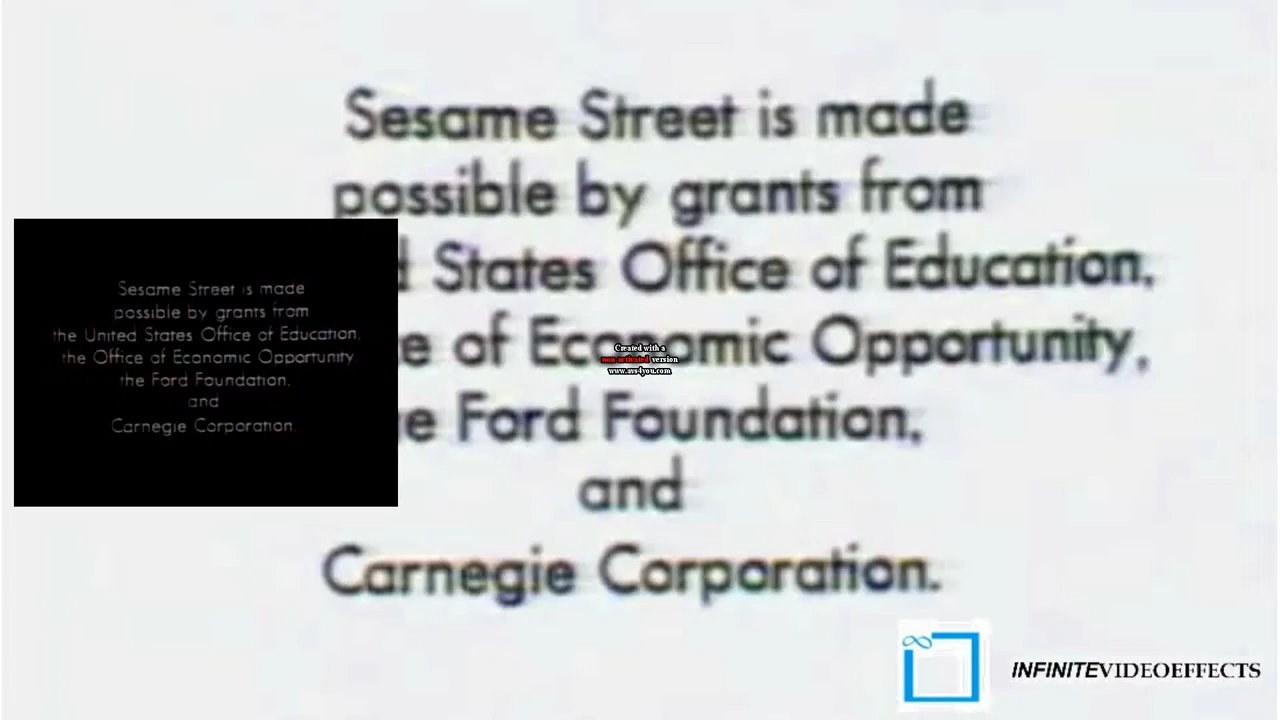 Sesame Street is made
possible by grants from
d States Office of Education,
e of Economic Opportunity,
e Ford Foundation,
and
Carnegie Corporation.
Sesame Street is made
possible by grants from
the United States Office of Education,
the Office of Economic Opportunity
the Ford Foundation,
and
Carnegie Corporation.
Created with a
non-activated version
www.avs4you.com
INFINITEVIDEOEFFECTS